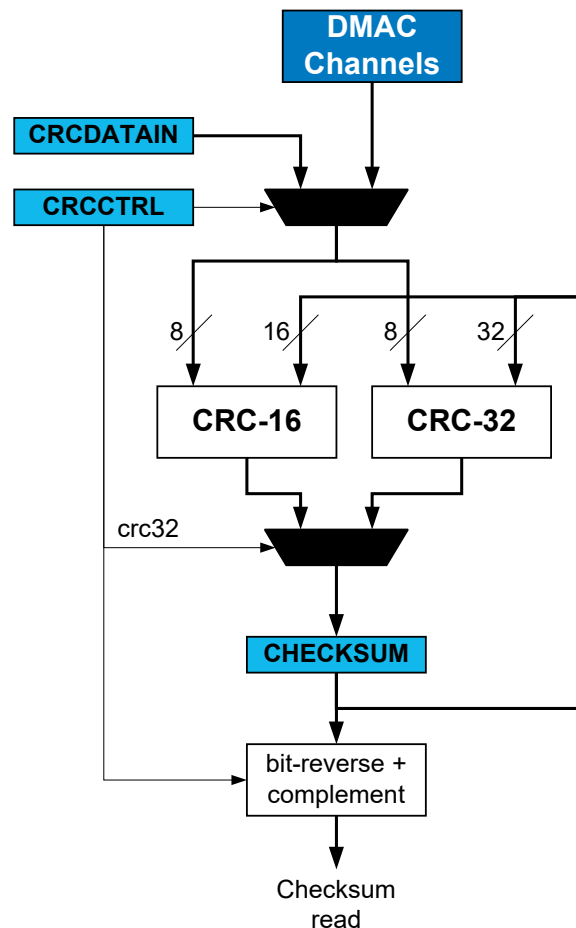 DMAC
Channels
CRCDATAIN
CRCCTRL
8
16
8
32
CRC-16
CRC-32
crc32
CHECKSUM
bit-reverse +
complement
Checksum
read